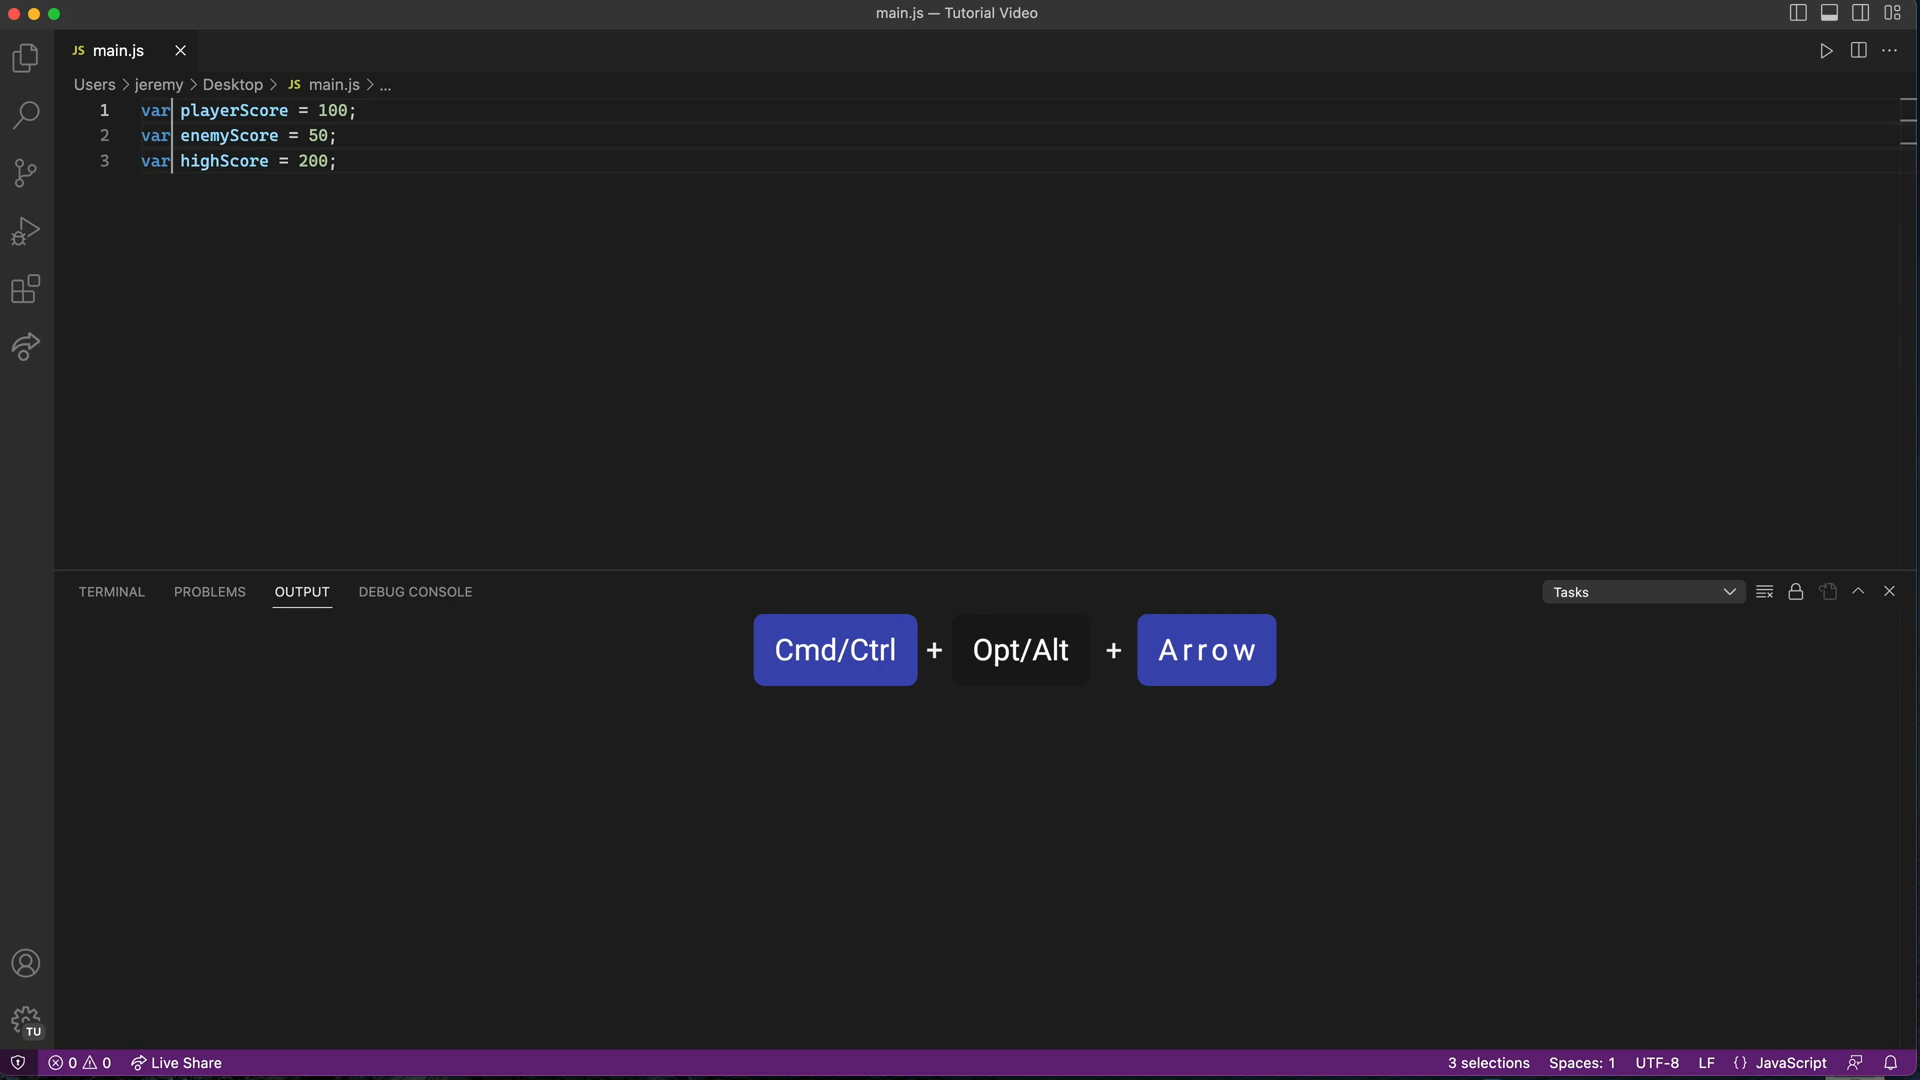 main.js — Tutorial Video
JS main.js
Users > jeremy > Desktop > JS main.js > ...
1 var playerScore = 100;
2 var enemyScore = 50;
3 var highScore = 200;
TERMINAL PROBLEMS OUTPUT DEBUG CONSOLE Tasks
Cmd/Ctrl + Opt/Alt + Arrow
TU
0 0 Live Share 3 selections Spaces: 1 UTF-8 LF {} JavaScript